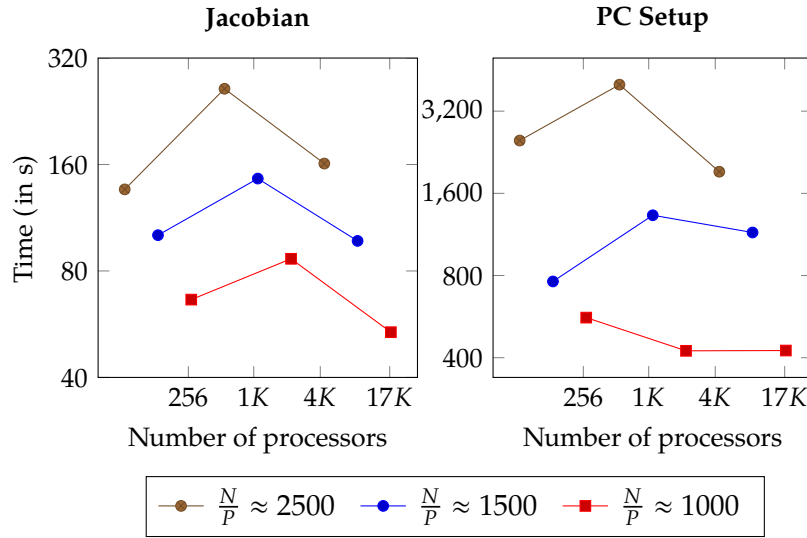 Jacobian
PC Setup
Time (in s)
320
160
80
40
256 1K 4K 17K
Number of processors
3,200
1,600
800
400
256 1K 4K 17K
Number of processors
N/P ≈ 2500 N/P ≈ 1500 N/P ≈ 1000